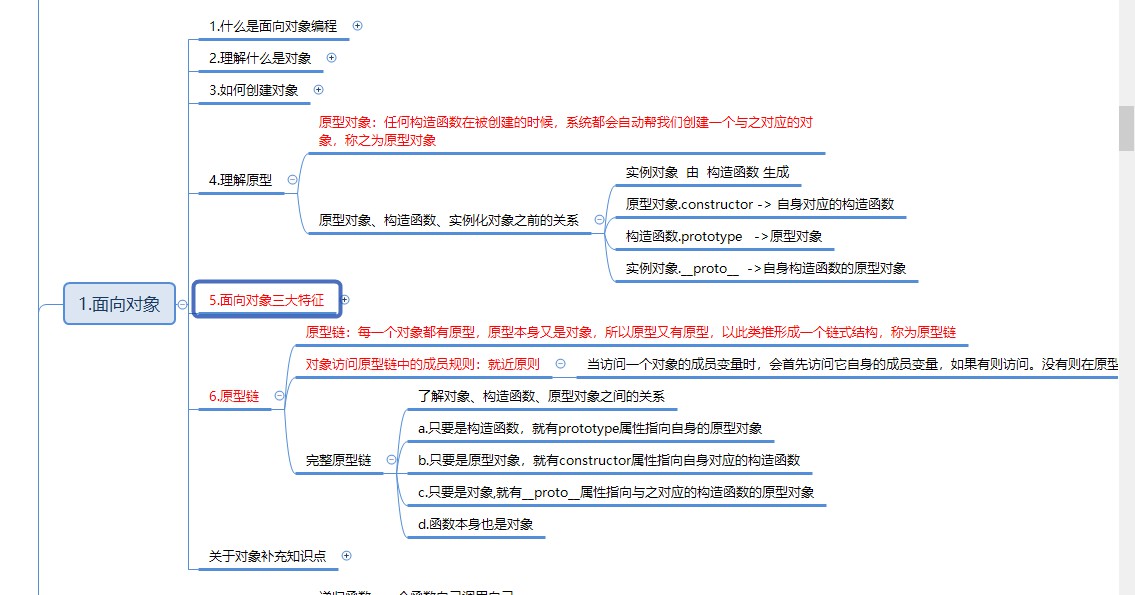 1.什么是面向对象编程
2.理解什么是对象
3.如何创建对象
原型对象：任何构造函数在被创建的时候，系统都会自动帮我们创建一个与之对应的对
象，称之为原型对象
4.理解原型
实例对象 由 构造函数 生成
原型对象.constructor -> 自身对应的构造函数
原型对象、构造函数、实例化对象之前的关系
构造函数.prototype ->原型对象
实例对象.__proto__ ->自身构造函数的原型对象
1.面向对象
5.面向对象三大特征
原型链：每一个对象都有原型，原型本身又是对象，所以原型又有原型，以此类推形成一个链式结构，称为原型链
对象访问原型链中的成员规则：就近原则
当访问一个对象的成员变量时，会首先访问它自身的成员变量，如果有则访问。没有则在原型
6.原型链
了解对象、构造函数、原型对象之间的关系
a.只要是构造函数，就有prototype属性指向自身的原型对象
完整原型链
b.只要是原型对象，就有constructor属性指向自身对应的构造函数
c.只要是对象,就有__proto__属性指向与之对应的构造函数的原型对象
d.函数本身也是对象
关于对象补充知识点